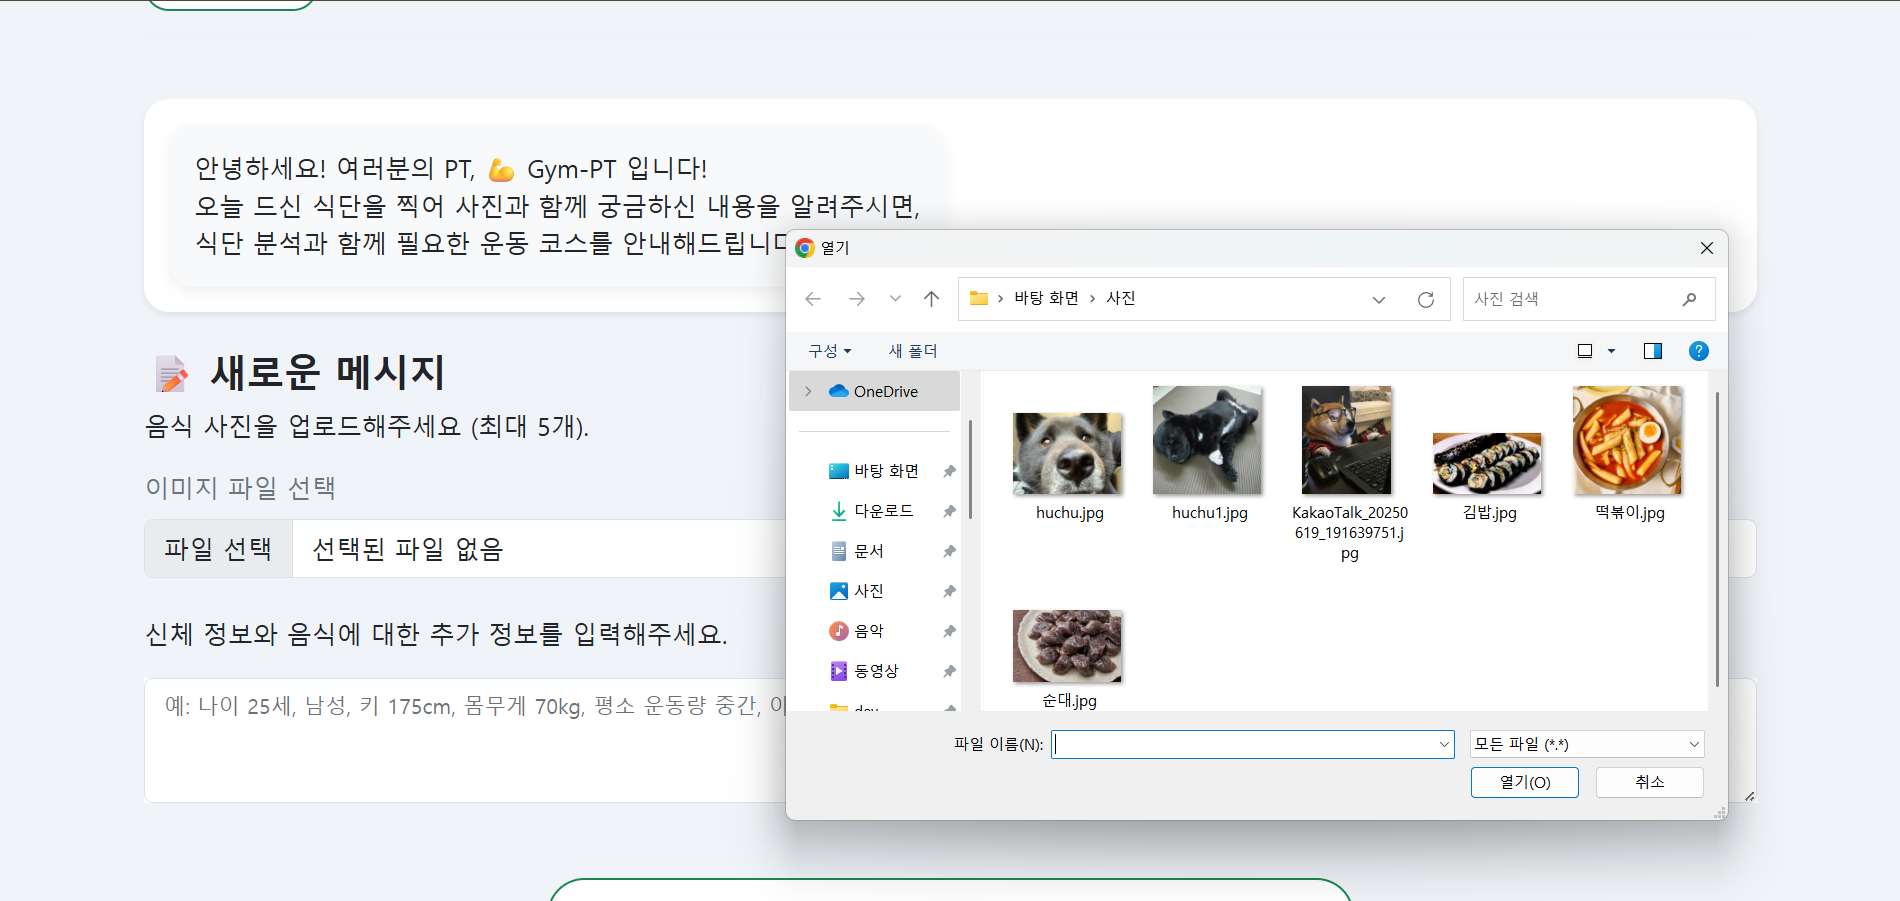 안녕하세요! 여러분의 PT, 💪 Gym-PT 입니다!
오늘 드신 식단을 찍어 사진과 함께 궁금하신 내용을 알려주시면,
식단 분석과 함께 필요한 운동 코스를 안내해드립니다
📝 새로운 메시지
음식 사진을 업로드해주세요 (최대 5개).
이미지 파일 선택
파일 선택 선택된 파일 없음
신체 정보와 음식에 대한 추가 정보를 입력해주세요.
예: 나이 25세, 남성, 키 175cm, 몸무게 70kg, 평소 운동량 중간,
열기
바탕 화면 › 사진
사진 검색
구성
새 폴더
OneDrive
바탕 화면
다운로드
문서
사진
음악
동영상
dev
huchu.jpg
huchu1.jpg
KakaoTalk_20250
619_191639751.j
pg
김밥.jpg
떡볶이.jpg
순대.jpg
파일 이름(N):
모든 파일 (*.*)
열기(O)
취소